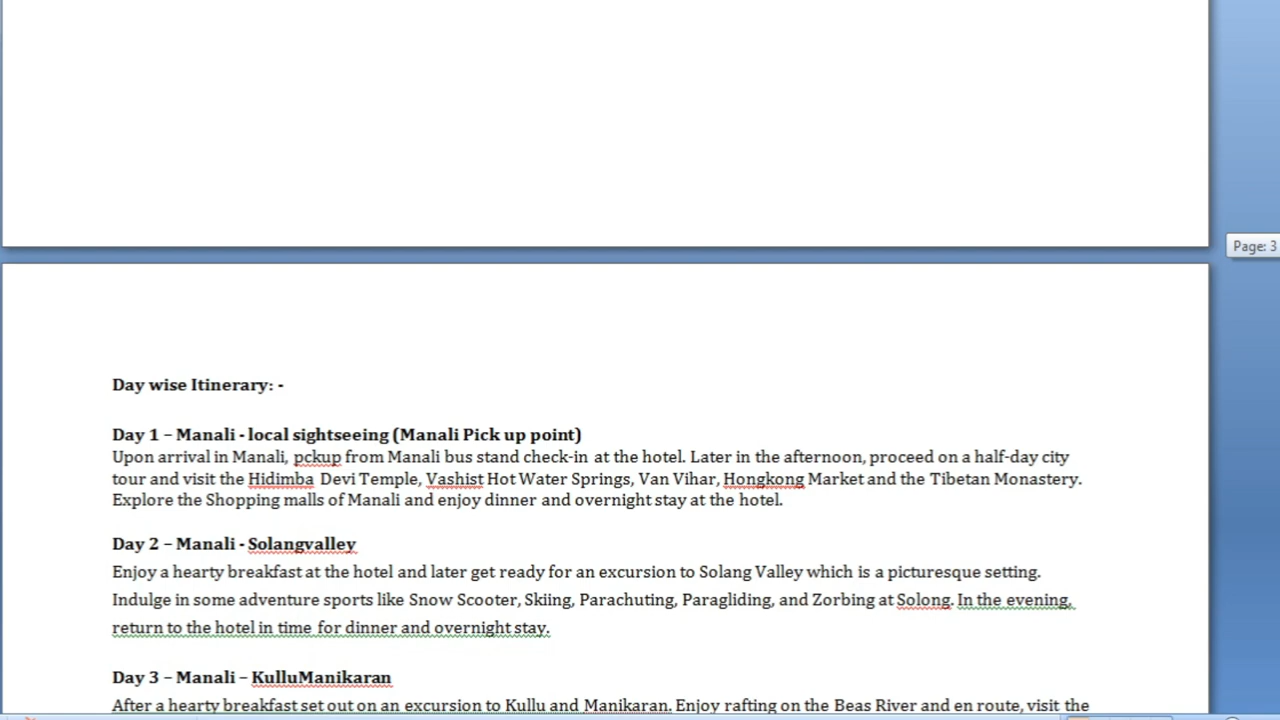 Page: 3
Day wise Itinerary: -
Day 1 – Manali - local sightseeing (Manali Pick up point)
Upon arrival in Manali, pckup from Manali bus stand check-in at the hotel. Later in the afternoon, proceed on a half-day city
tour and visit the Hidimba Devi Temple, Vashist Hot Water Springs, Van Vihar, Hongkong Market and the Tibetan Monastery.
Explore the Shopping malls of Manali and enjoy dinner and overnight stay at the hotel.
Day 2 – Manali - Solangvalley
Enjoy a hearty breakfast at the hotel and later get ready for an excursion to Solang Valley which is a picturesque setting.
Indulge in some adventure sports like Snow Scooter, Skiing, Parachuting, Paragliding, and Zorbing at Solong. In the evening,
return to the hotel in time for dinner and overnight stay.
Day 3 – Manali – KulluManikaran
After a hearty breakfast set out on an excursion to Kullu and Manikaran. Enjoy rafting on the Beas River and en route, visit the